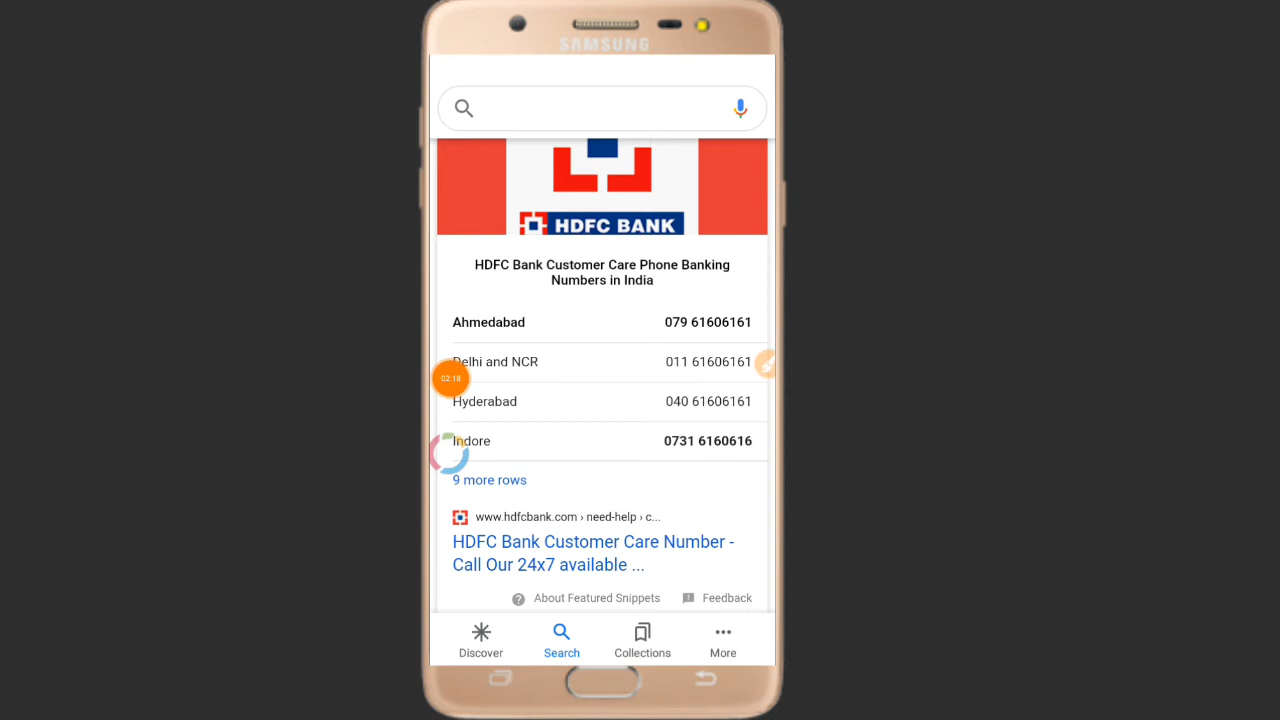 SAMSUNG
HDFC BANK
HDFC Bank Customer Care Phone Banking
Numbers in India
Ahmedabad 079 61606161
Delhi and NCR 011 61606161
02:18
Hyderabad 040 61606161
Indore 0731 6160616
9 more rows
www.hdfcbank.com › need-help › c...
HDFC Bank Customer Care Number -
Call Our 24x7 available ...
About Featured Snippets Feedback
Discover Search Collections More